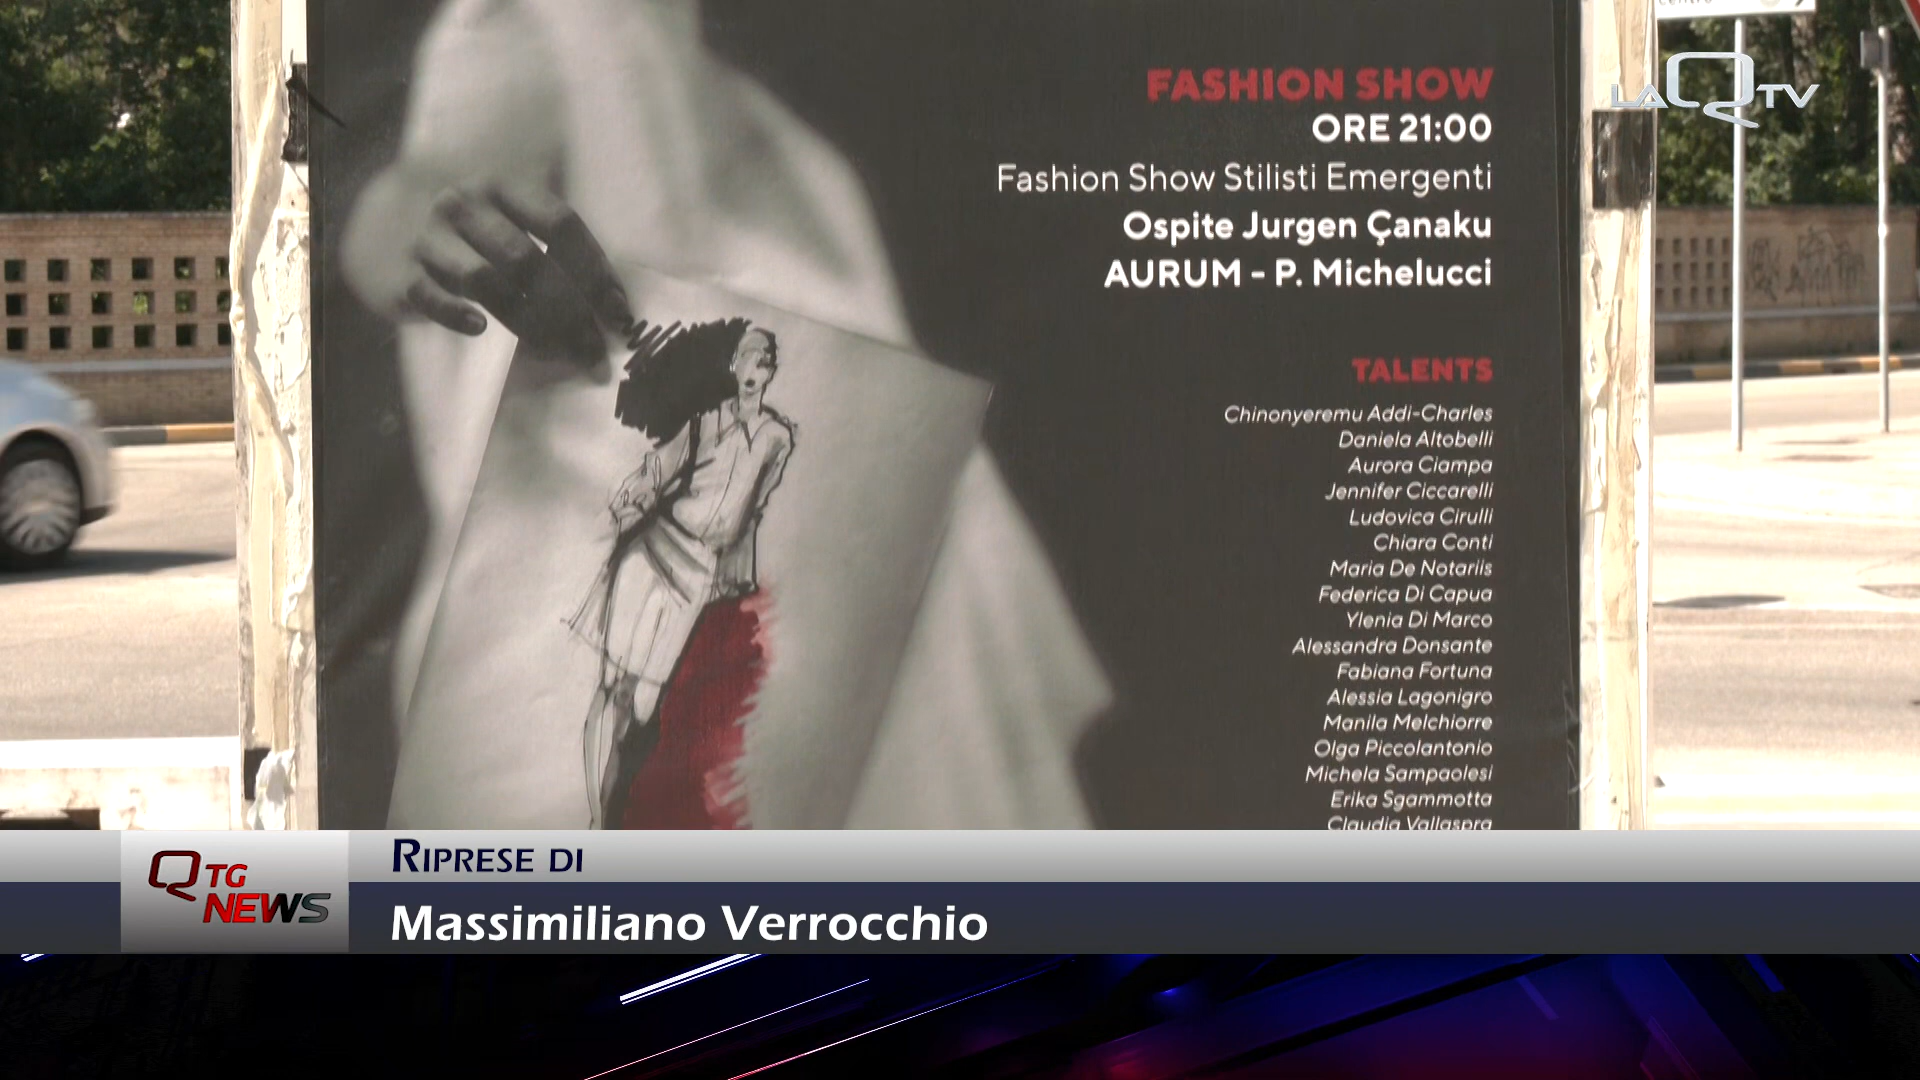 centro
LAQTV
FASHION SHOW
ORE 21:00
Fashion Show Stilisti Emergenti
Ospite Jurgen Çanaku
AURUM - P. Michelucci
TALENTS
Chinonyeremu Addi-Charles
Daniela Altobelli
Aurora Ciampa
Jennifer Ciccarelli
Ludovica Cirulli
Chiara Conti
Maria De Notariis
Federica Di Capua
Ylenia Di Marco
Alessandra Donsante
Fabiana Fortuna
Alessia Lagonigro
Manila Melchiorre
Olga Piccolantonio
Michela Sampaolesi
Erika Sgammotta
Claudia Vallaspra
Riprese di
Q TG
NEWS
Massimiliano Verrocchio